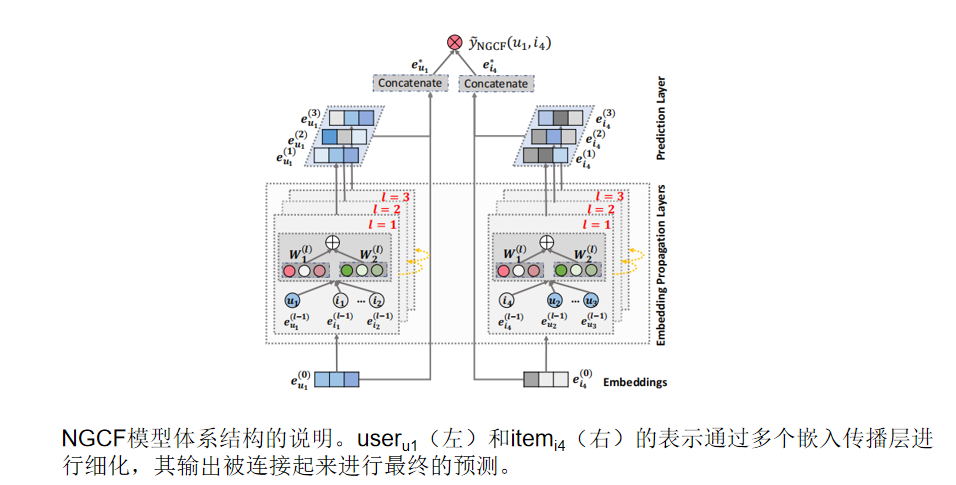 ỹNGCF(u1, i4)
e*u1 e*i4
Concatenate Concatenate
Prediction Layer
e(3)u1 e(3)i4
e(2)u1 e(2)i4
e(1)u1 e(1)i4
Embedding Propagation Layers
l = 3 l = 3
l = 2 l = 2
l = 1 l = 1
W(l)1 W(l)2 W(l)1 W(l)2
u1 i1 ... i2 i4 u2 ... u3
e(l-1)u1 e(l-1)i1 e(l-1)i2 e(l-1)i4 e(l-1)u2 e(l-1)u3
e(0)u1 e(0)i4 Embeddings
NGCF模型体系结构的说明。useru1（左）和itemi4（右）的表示通过多个嵌入传播层进
行细化，其输出被连接起来进行最终的预测。